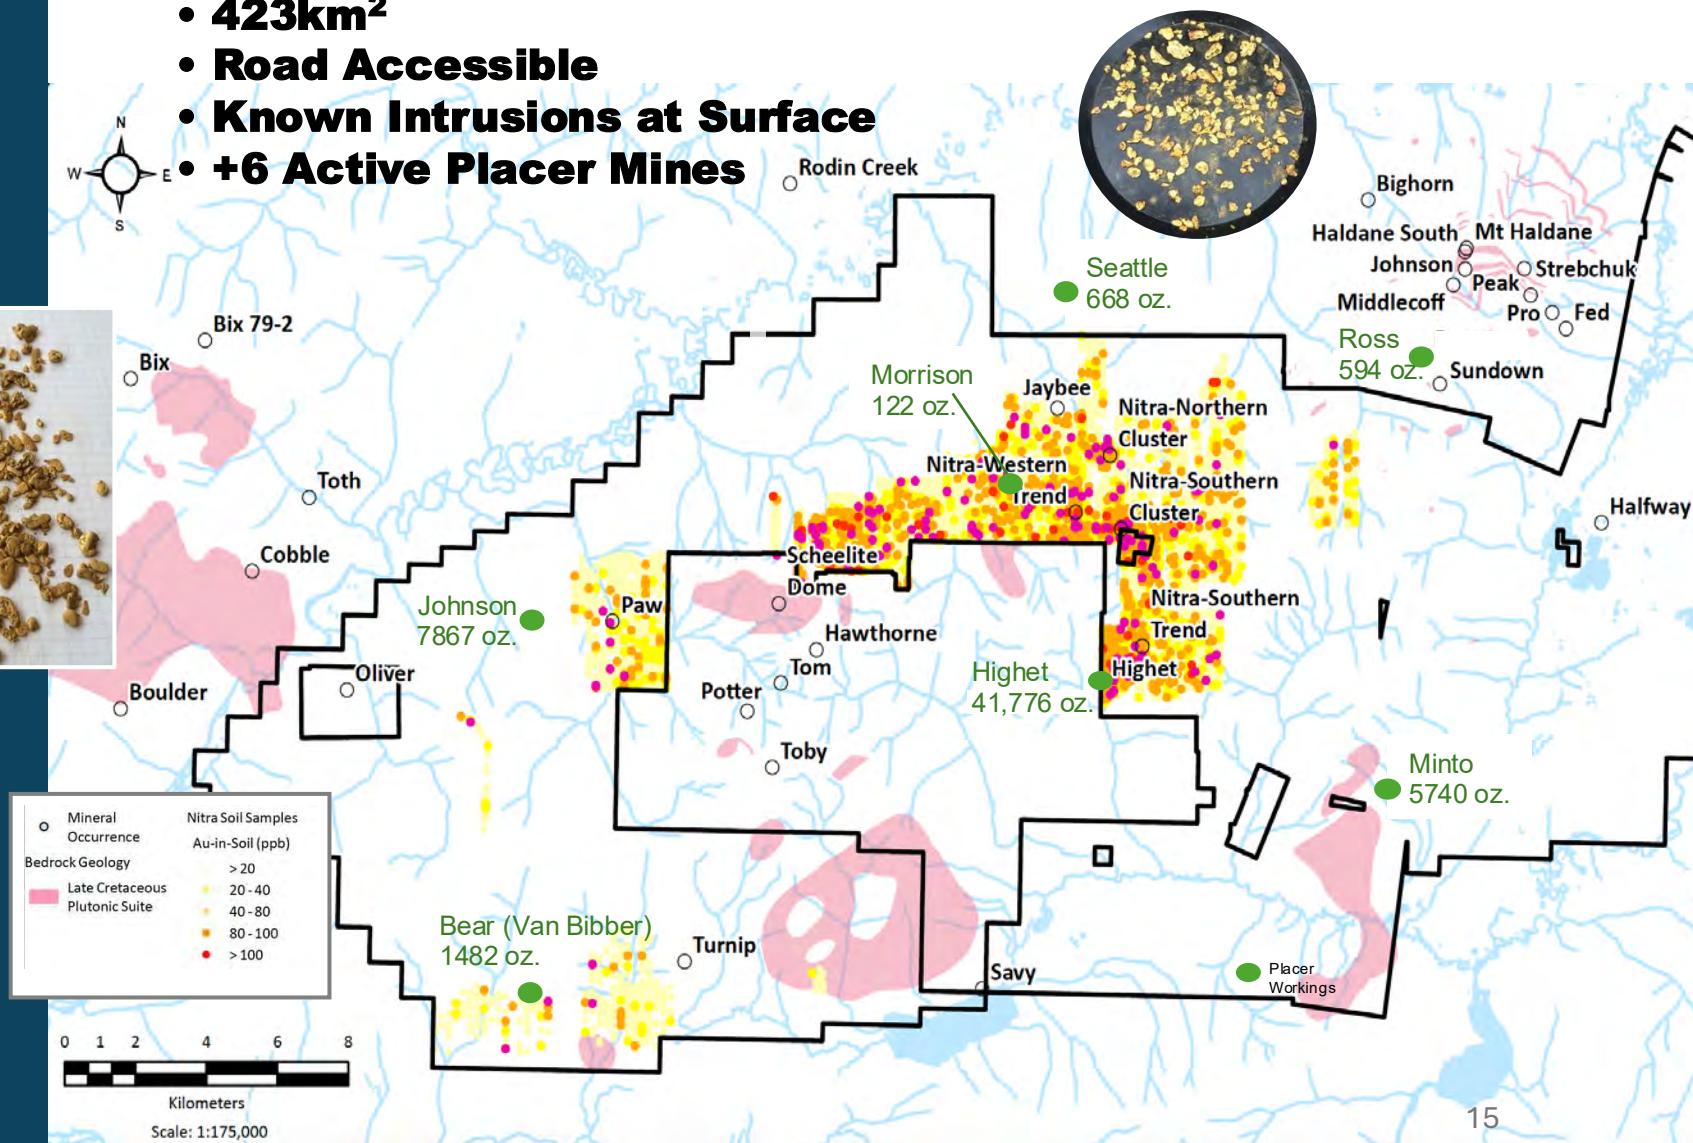 • 423km²
• Road Accessible
• Known Intrusions at Surface
• +6 Active Placer Mines
N
W
E
S
Rodin Creek
Bighorn
Haldane South
Mt Haldane
Johnson
Strebchuk
Peak
Middlecoff
Pro
Fed
Ross
594 oz.
Sundown
Seattle
668 oz.
Bix 79-2
Bix
Morrison
122 oz.
Jaybee
Nitra-Northern
Cluster
Nitra-Western
Trend
Nitra-Southern
Cluster
Toth
Halfway
Cobble
Scheelite
Dome
Johnson
7867 oz.
Paw
Nitra-Southern
Trend
Hawthorne
Tom
Highet
41,776 oz.
Highet
Oliver
Boulder
Potter
Toby
Minto
5740 oz.
Mineral
Occurrence
Bedrock Geology
Late Cretaceous
Plutonic Suite
Nitra Soil Samples
Au-in-Soil (ppb)
> 20
20 - 40
40 - 80
80 - 100
> 100
Bear (Van Bibber)
1482 oz.
Turnip
Savy
Placer
Workings
0 1 2 4 6 8
Kilometers
Scale: 1:175,000
15